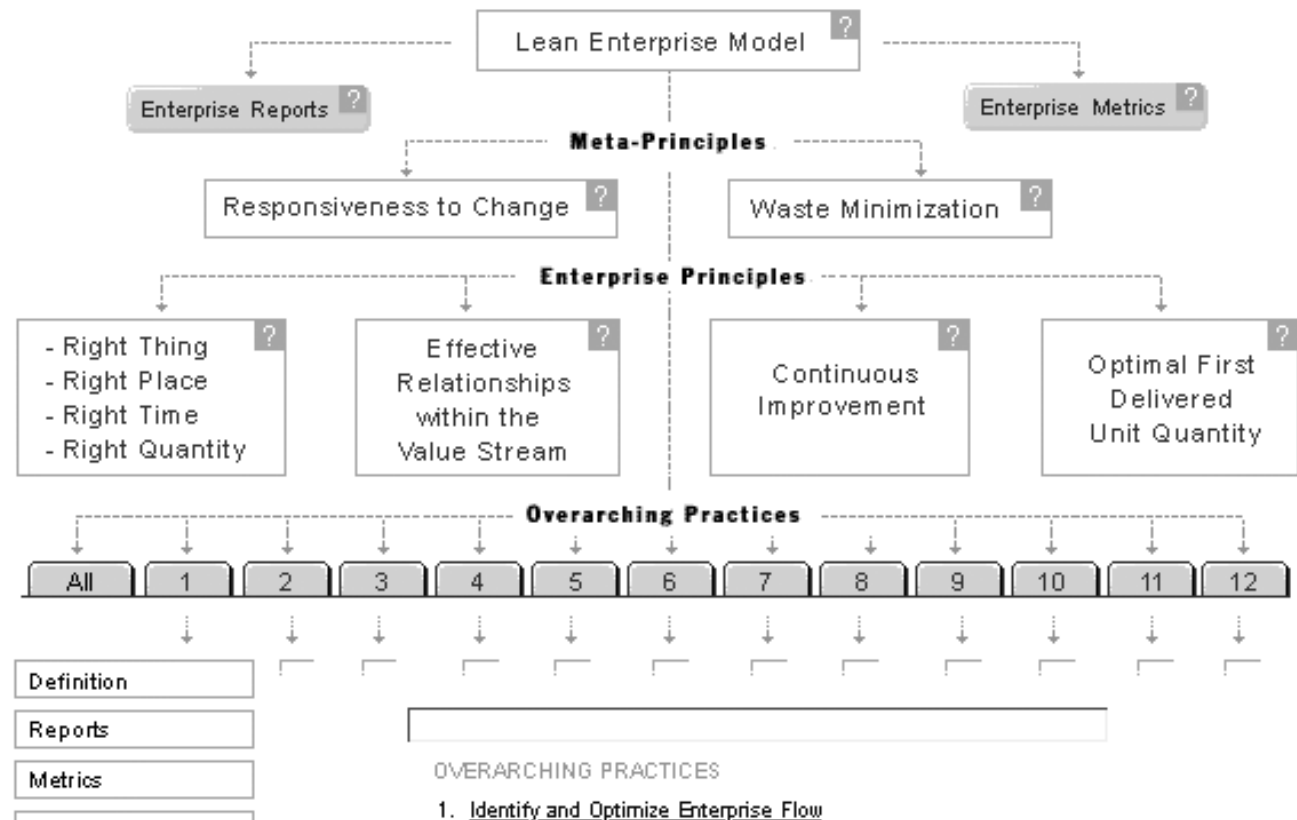 Lean Enterprise Model ?
Enterprise Reports ?
Enterprise Metrics ?
Meta-Principles
Responsiveness to Change ?
Waste Minimization ?
Enterprise Principles
?
- Right Thing
- Right Place
- Right Time
- Right Quantity
?
Effective
Relationships
within the
Value Stream
?
Continuous
Improvement
?
Optimal First
Delivered
Unit Quantity
Overarching Practices
All 1 2 3 4 5 6 7 8 9 10 11 12
Definition
Reports
Metrics
OVERARCHING PRACTICES
1. Identify and Optimize Enterprise Flow